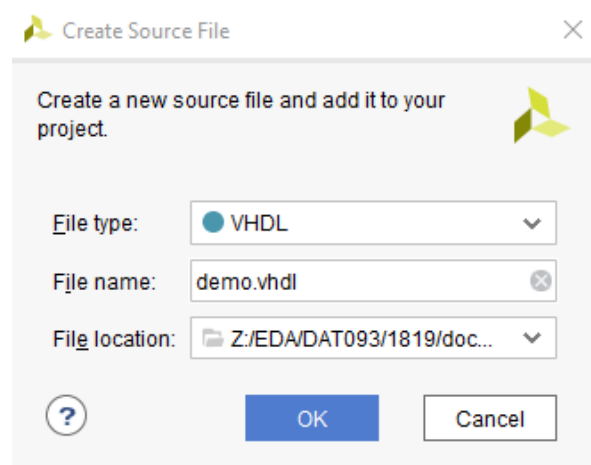 Create Source File
Create a new source file and add it to your
project.
File type:
VHDL
File name:
demo.vhdl
File location:
Z:/EDA/DAT093/1819/doc...
?
OK
Cancel